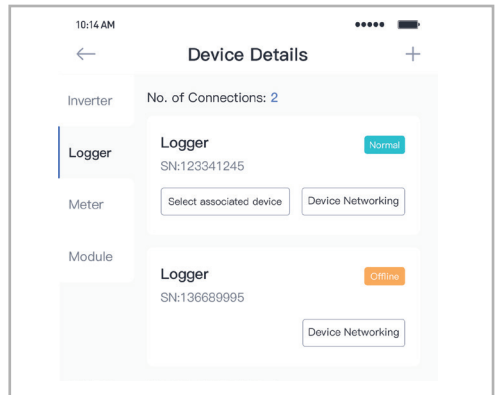 10:14 AM
Device Details
Inverter
Logger
Meter
Module
No. of Connections: 2
Logger
Normal
SN:123341245
Select associated device
Device Networking
Logger
Offline
SN:136689995
Device Networking